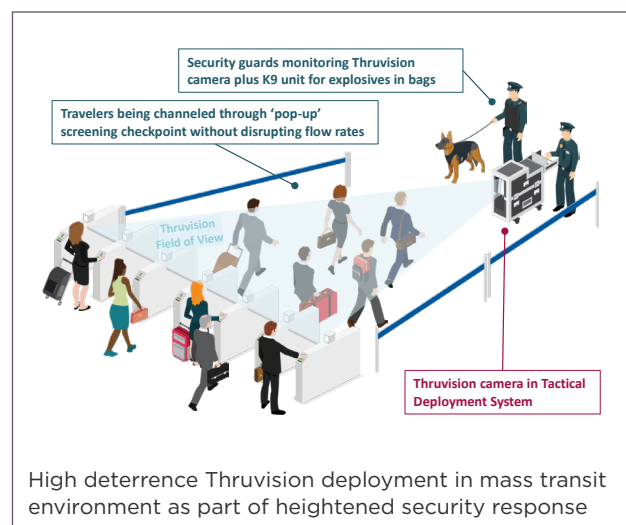 Security guards monitoring Thruvision
camera plus K9 unit for explosives in bags
Travelers being channeled through ‘pop-up’
screening checkpoint without disrupting flow rates
Thruvision
Field of View
Thruvision camera in Tactical
Deployment System
High deterrence Thruvision deployment in mass transit
environment as part of heightened security response